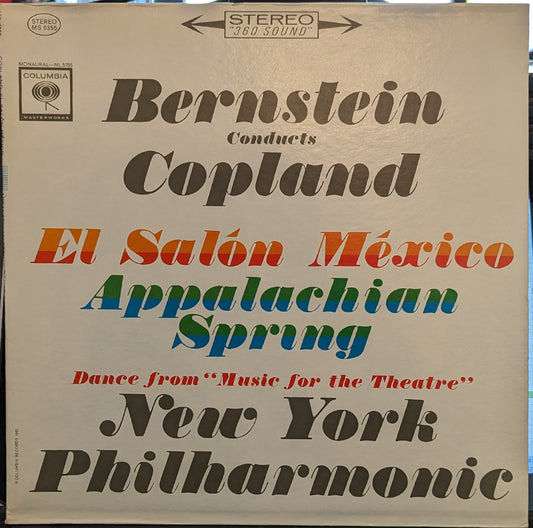 STEREO
"360 SOUND"
STEREO
MS 6355
MONAURAL—ML 5755
COLUMBIA
MASTERWORKS
Bernstein
Conducts
Copland
El Salón México
Appalachian
Spring
Dance from "Music for the Theatre"
New York
Philharmonic